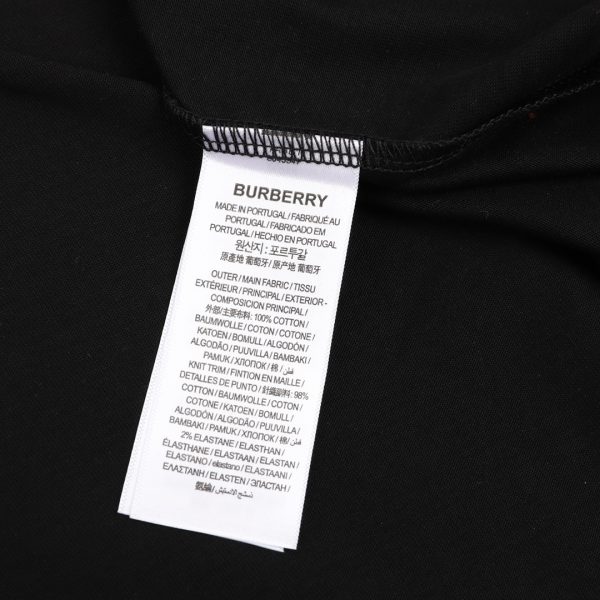 BURBERRY
MADE IN PORTUGAL / FABRIQUÉ AU
PORTUGAL / FABRICADO EM
PORTUGAL / HECHO EN PORTUGAL
원산지 : 포르투갈
原產地 葡萄牙 / 原产地 葡萄牙
OUTER / MAIN FABRIC / TISSU
EXTÉRIEUR / PRINCIPAL / EXTERIOR -
COMPOSICION PRINCIPAL /
外部 / 主要布料 : 100% COTTON /
BAUMWOLLE / COTON / COTONE /
KATOEN / BOMULL / ALGODÓN /
ALGODÃO / PUUVILLA / BAMBAKI /
PAMUK / ХЛОПОК / 棉 / قطن /
KNIT TRIM / FINTION EN MAILLE /
DETALLES DE PUNTO / 針織副料 : 98%
COTTON / BAUMWOLLE / COTON /
COTONE / KATOEN / BOMULL /
ALGODÓN / ALGODÃO / PUUVILLA /
BAMBAKI / PAMUK / ХЛОПОК / 棉 / قطن /
2% ELASTANE / ELASTHAN /
ÉLASTHANE / ELASTAAN / ELASTAN /
ELASTANO / elastano / ELASTAANI /
ΕΛΑΣΤΑΝΗ / ELASTEN / ЭЛАСТАН /